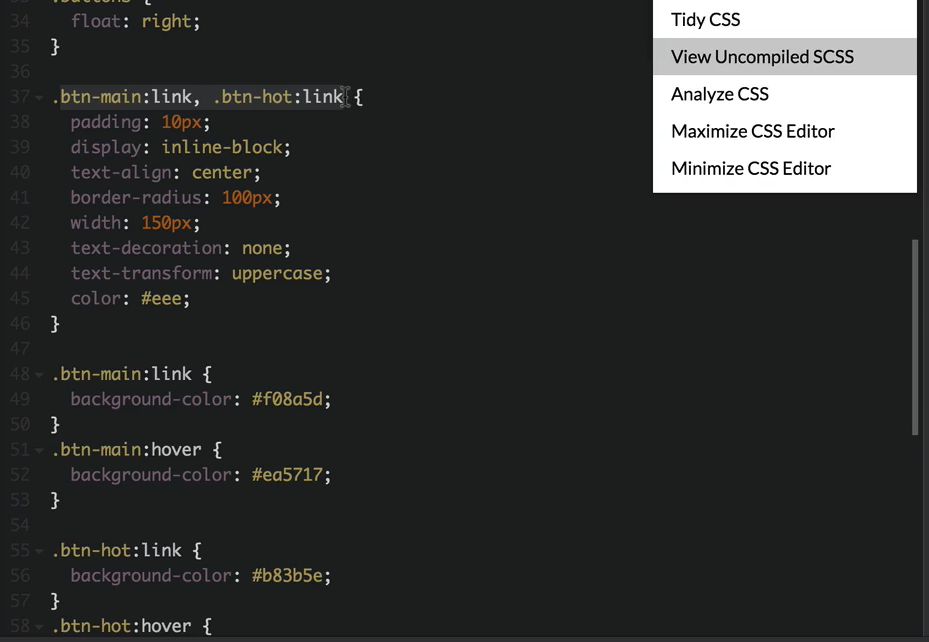 33 .buttons {
34 float: right;
35 }
36
37 .btn-main:link, .btn-hot:link {
38 padding: 10px;
39 display: inline-block;
40 text-align: center;
41 border-radius: 100px;
42 width: 150px;
43 text-decoration: none;
44 text-transform: uppercase;
45 color: #eee;
46 }
47
48 .btn-main:link {
49 background-color: #f08a5d;
50 }
51 .btn-main:hover {
52 background-color: #ea5717;
53 }
54
55 .btn-hot:link {
56 background-color: #b83b5e;
57 }
58 .btn-hot:hover {
Tidy CSS
View Uncompiled SCSS
Analyze CSS
Maximize CSS Editor
Minimize CSS Editor